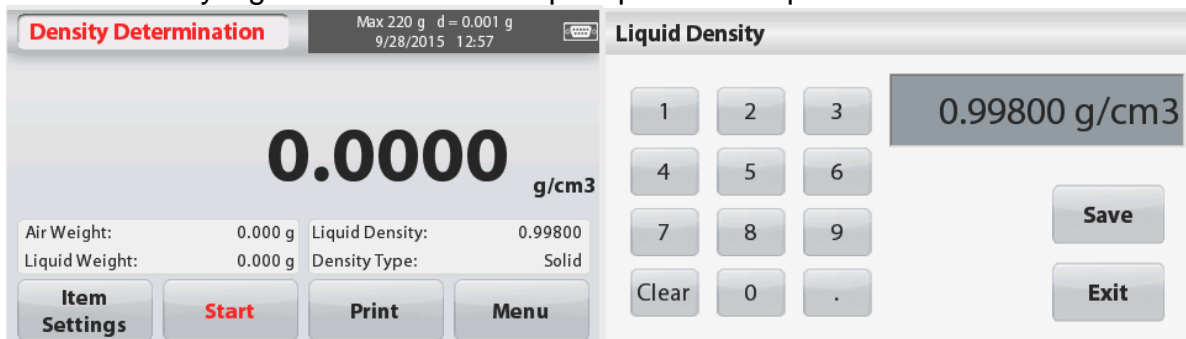 Density Determination
Max 220 g d = 0.001 g
9/28/2015 12:57
0.0000 g/cm3
Air Weight: 0.000 g Liquid Density: 0.99800
Liquid Weight: 0.000 g Density Type: Solid
Item Settings
Start
Print
Menu
Liquid Density
0.99800 g/cm3
1 2 3
4 5 6
7 8 9
Clear 0 .
Save
Exit